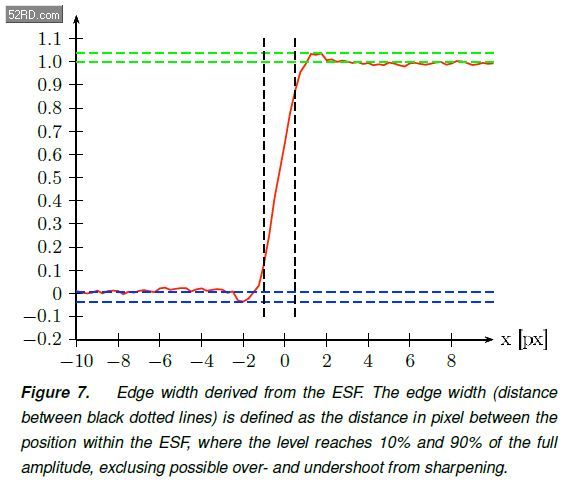 52RD.com
1.1
1.0
0.9
0.8
0.7
0.6
0.5
0.4
0.3
0.2
0.1
0
−0.1
−0.2
−10 −8 −6 −4 −2 0 2 4 6 8
x [px]
Figure 7. Edge width derived from the ESF. The edge width (distance
between black dotted lines) is defined as the distance in pixel between the
position within the ESF, where the level reaches 10% and 90% of the full
amplitude, exclusing possible over- and undershoot from sharpening.